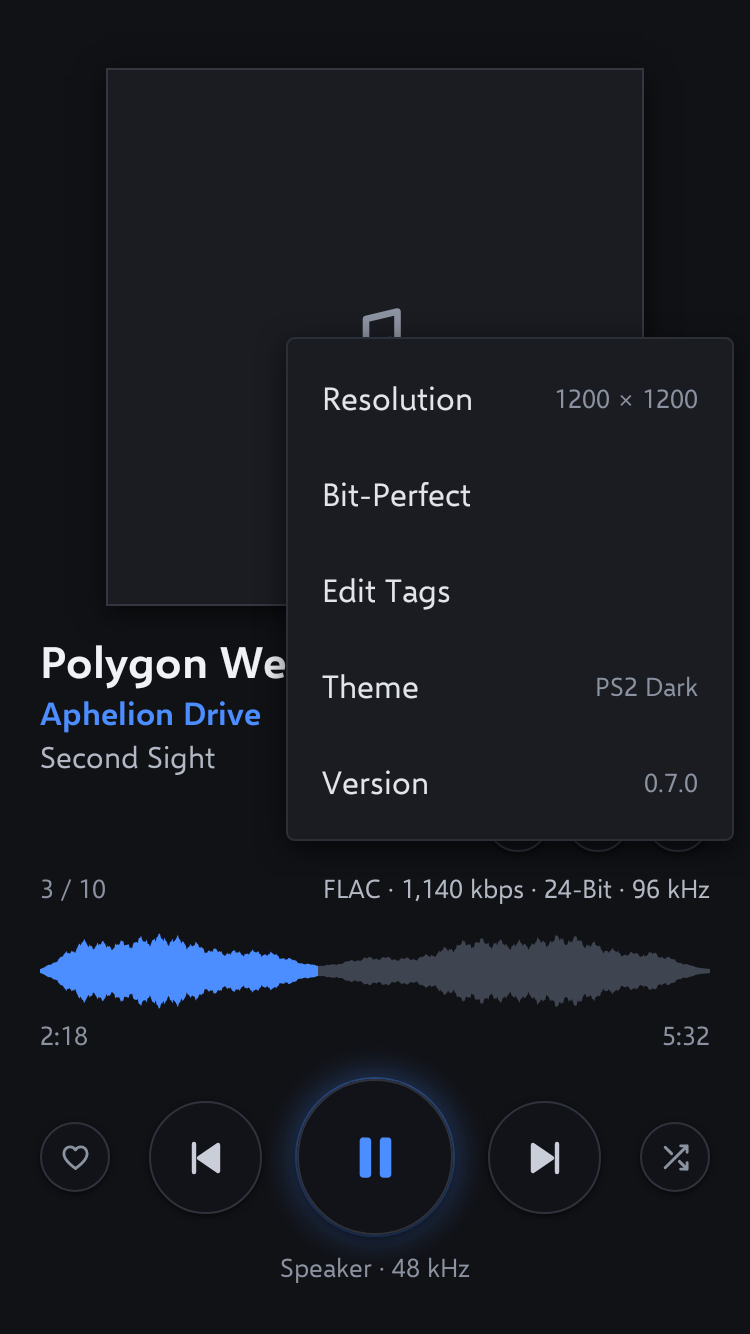 Resolution 1200 × 1200
Bit-Perfect
Edit Tags
Theme PS2 Dark
Version 0.7.0
Polygon
Aphelion Drive
Second Sight
3 / 10 FLAC · 1,140 kbps · 24-Bit · 96 kHz
2:18 5:32
Speaker · 48 kHz